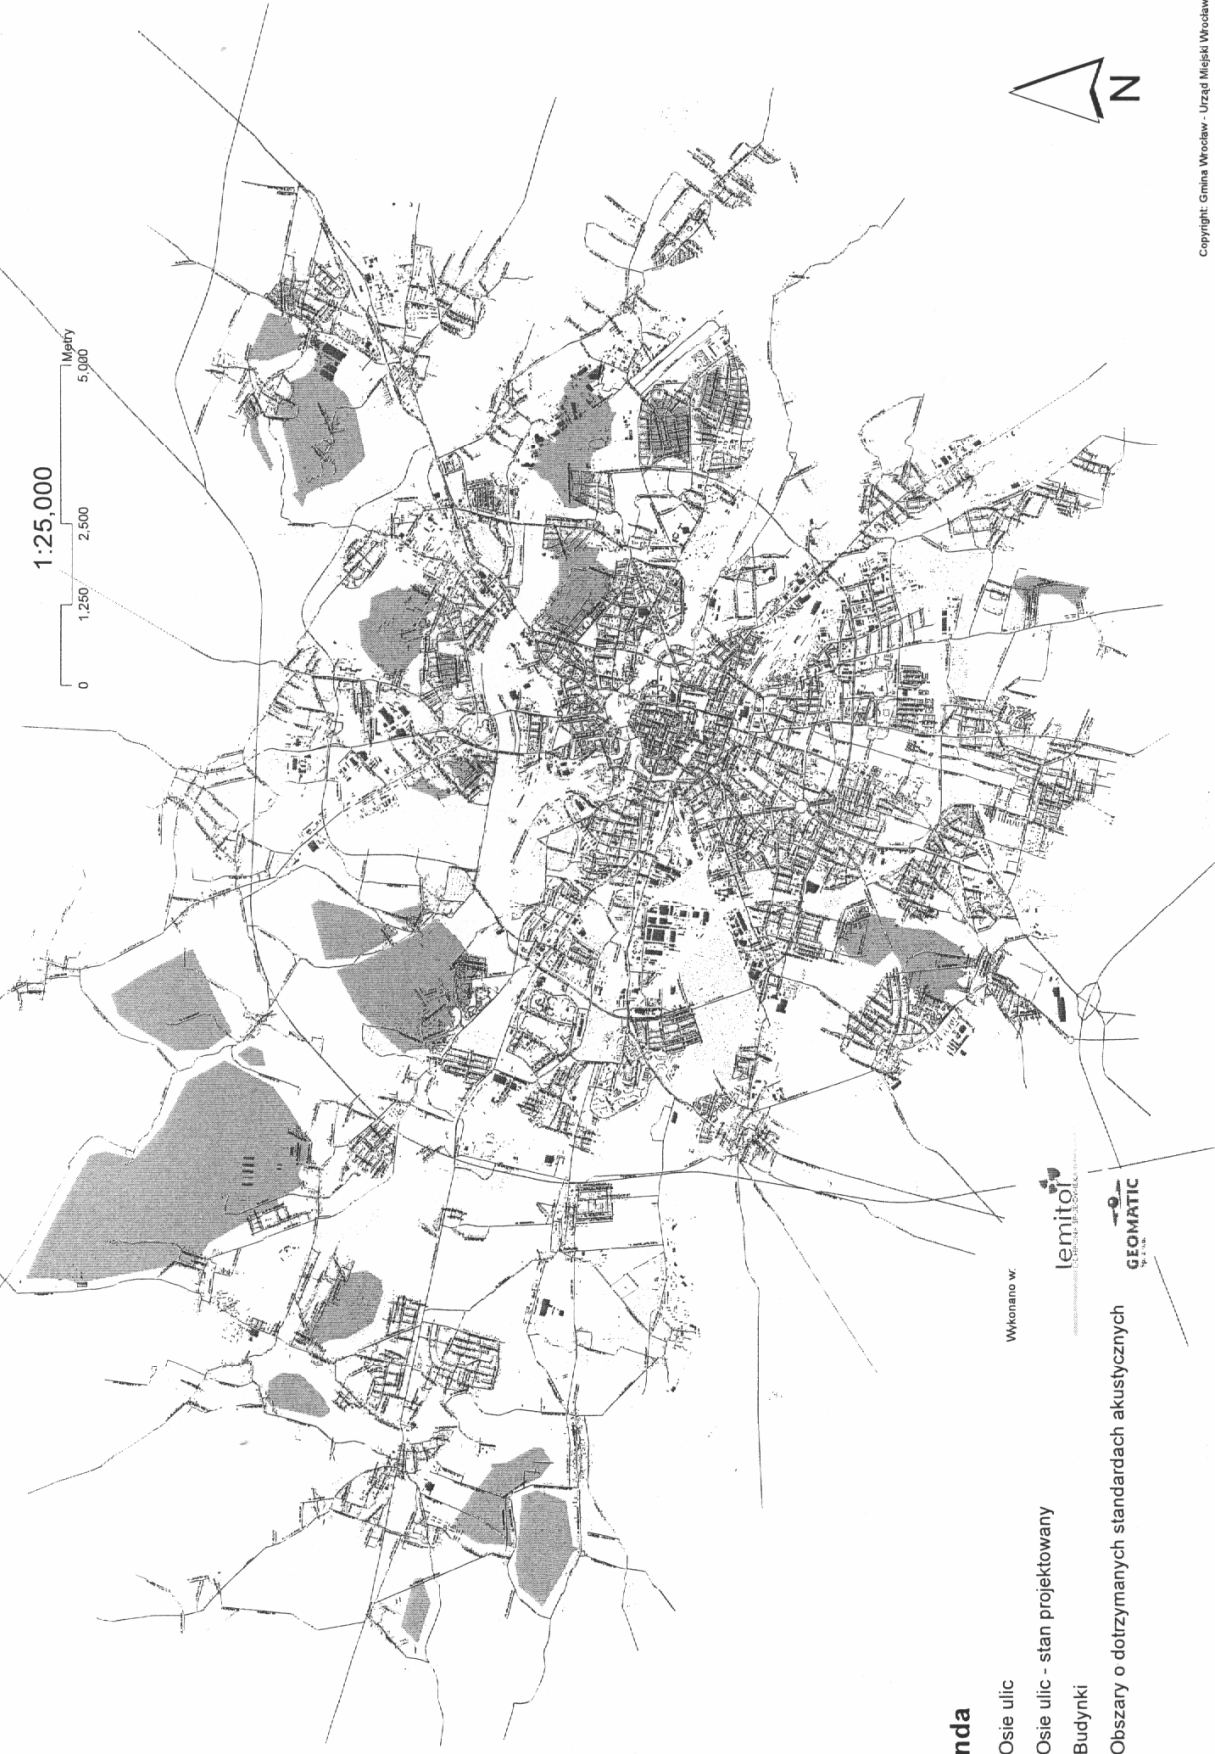 1:25,000
0 1,250 2,500 5,000
Metry
N
nda
Osie ulic
Osie ulic - stan projektowany
Budynki
Obszary o dotrzymanych standardach akustycznych
Wykonano w:
lemitor
GEOMATIC
Copyright: Gmina Wrocław - Urząd Miejski Wrocław